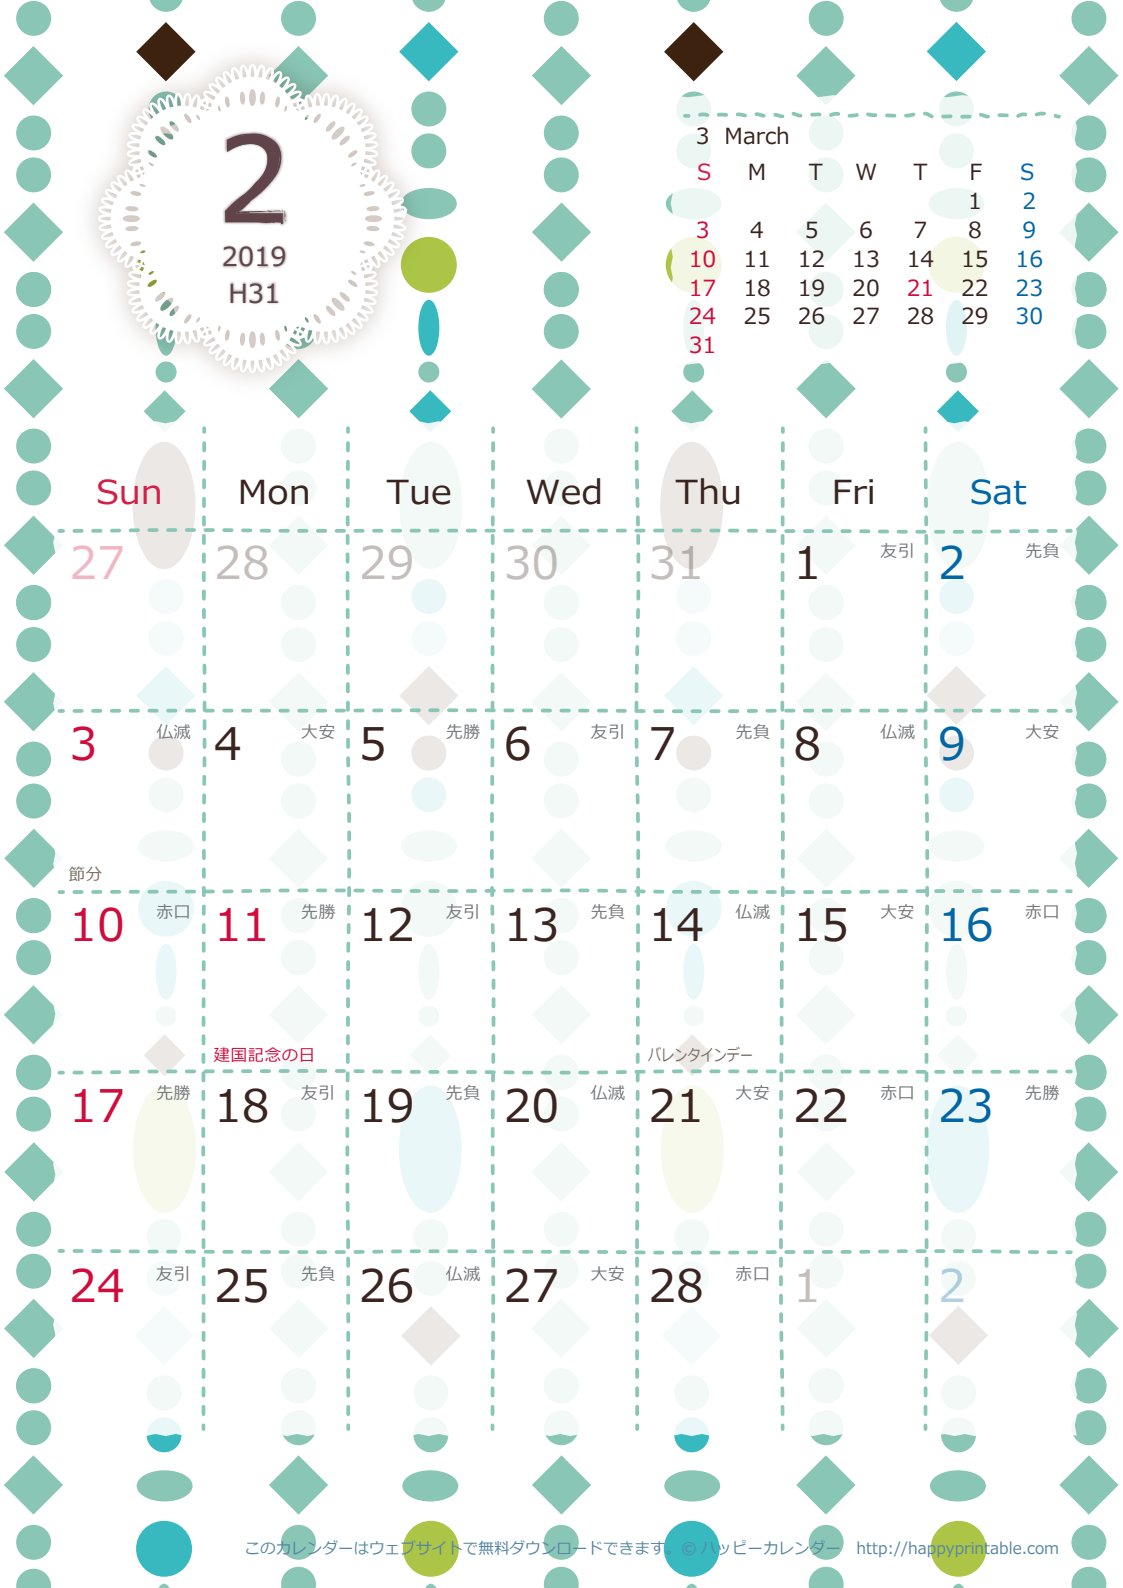 2
2019
H31
3 March
S M T W T F S
1 2
3 4 5 6 7 8 9
10 11 12 13 14 15 16
17 18 19 20 21 22 23
24 25 26 27 28 29 30
31
Sun Mon Tue Wed Thu Fri Sat
27 28 29 30 31 1 友引 2 先負
3 仏滅 4 大安 5 先勝 6 友引 7 先負 8 仏滅 9 大安
節分
10 赤口 11 先勝 12 友引 13 先負 14 仏滅 15 大安 16 赤口
建国記念の日 バレンタインデー
17 先勝 18 友引 19 先負 20 仏滅 21 大安 22 赤口 23 先勝
24 友引 25 先負 26 仏滅 27 大安 28 赤口 1 2
このカレンダーはウェブサイトで無料ダウンロードできます。© ハッピーカレンダー http://happyprintable.com